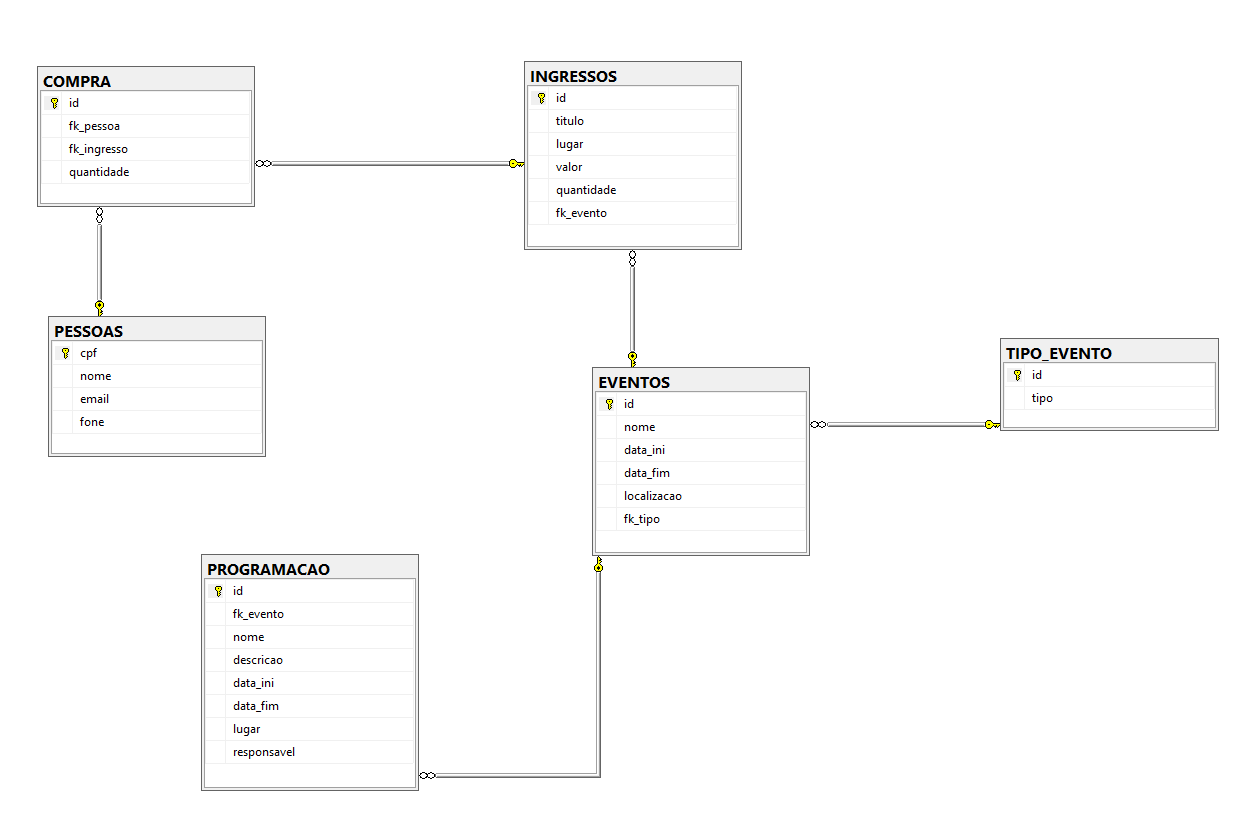 COMPRA
id
fk_pessoa
fk_ingresso
quantidade
INGRESSOS
id
titulo
lugar
valor
quantidade
fk_evento
PESSOAS
cpf
nome
email
fone
EVENTOS
id
nome
data_ini
data_fim
localizacao
fk_tipo
TIPO_EVENTO
id
tipo
PROGRAMACAO
id
fk_evento
nome
descricao
data_ini
data_fim
lugar
responsavel